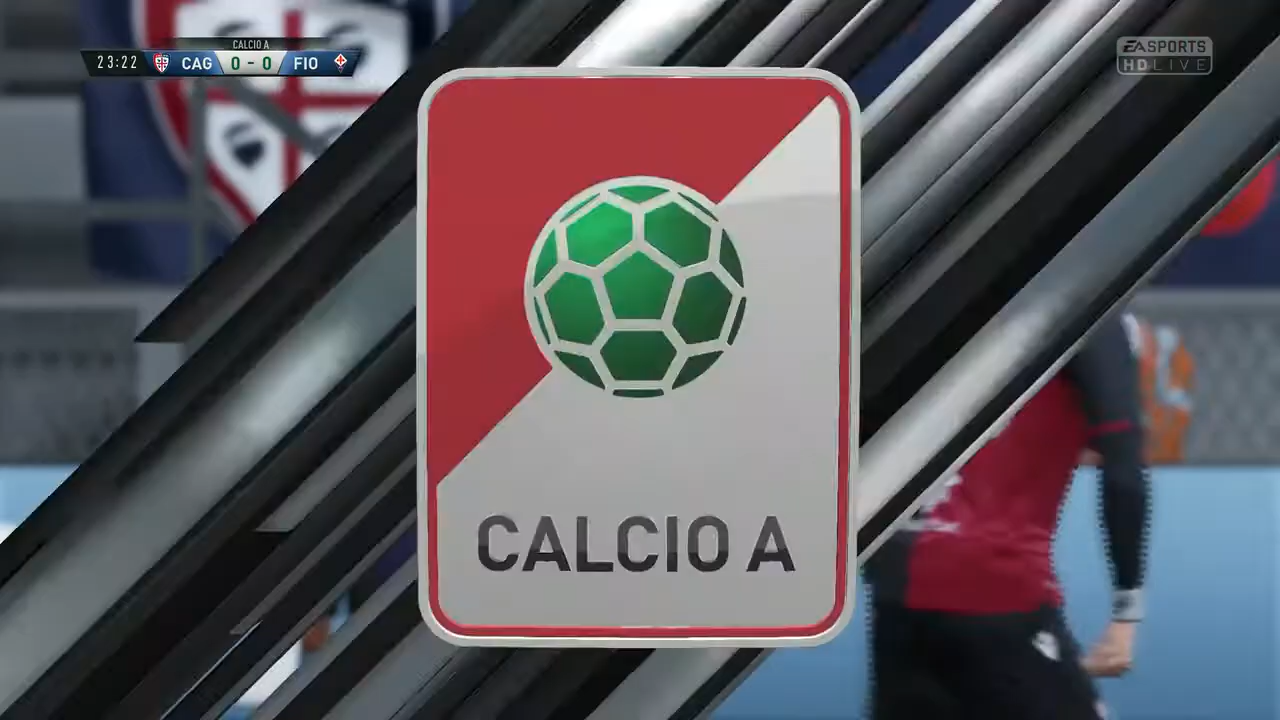 CALCIO A
23:22 CAG 0 - 0 FIO
EA SPORTS
HD LIVE
CALCIO A